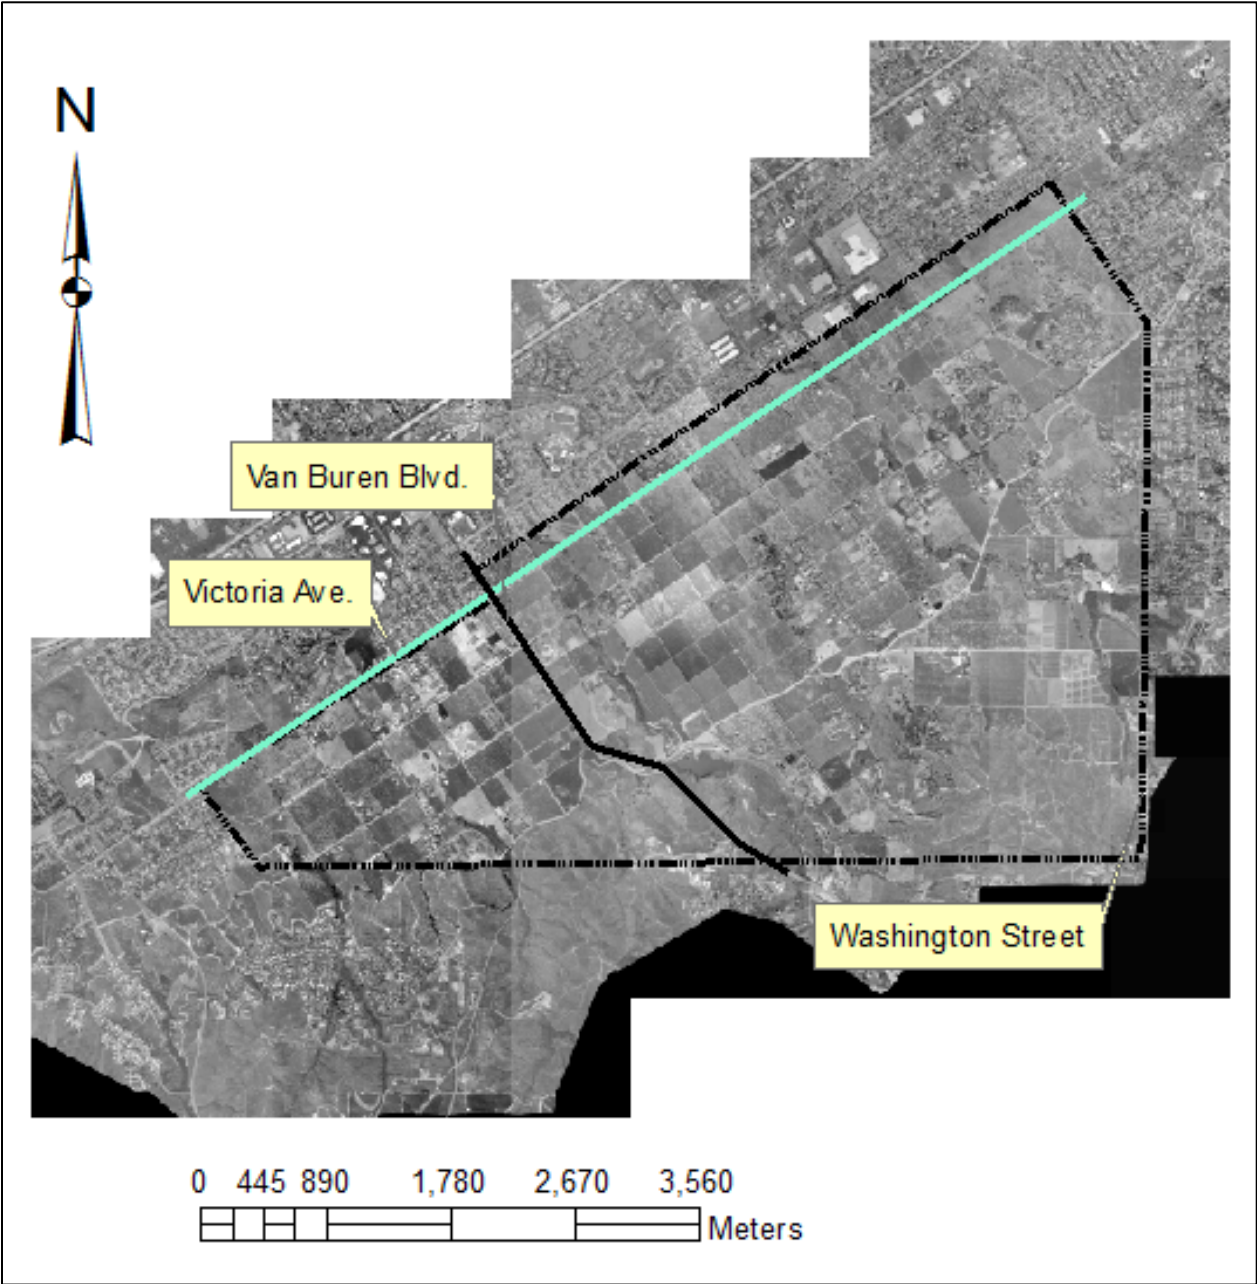 N
Van Buren Blvd.
Victoria Ave.
Washington Street
0 445 890 1,780 2,670 3,560
Meters